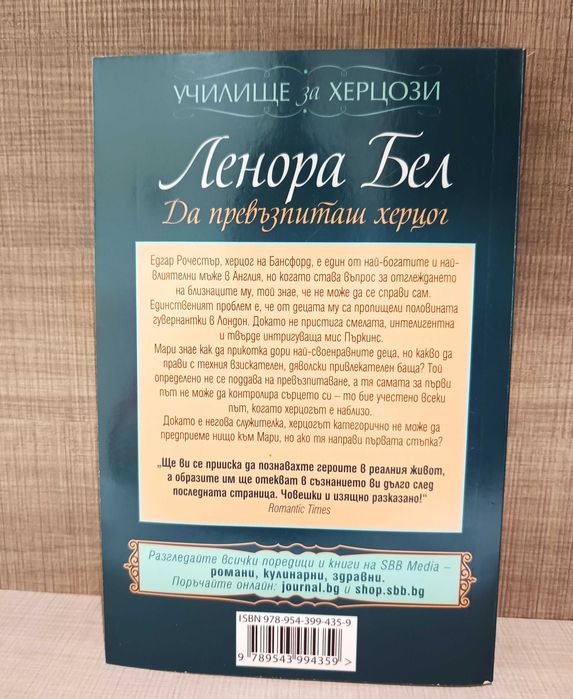 УЧИЛИЩЕ за ХЕРЦОЗИ
Ленора Бел
Да превъзпиташ херцог
Едгар Рочестър, херцог на Бансфорд, е един от най-богатите и най-
влиятелни мъже в Англия, но когато става въпрос за отглеждането
на близнаците му, той знае, че не може да се справи сам.
Единственият проблем е, че от децата му са пропищели половината
гувернантки в Лондон. Докато не пристига смелата, интелигентна
и твърде интригуваща мис Пъркинс.
Мари знае как да прикотка дори най-своенравните деца, но какво да
прави с техния взискателен, дяволски привлекателен баща? Той
определено не се поддава на превъзпитаване, а тя самата за първи
път не може да контролира сърцето си – то бие учестено всеки
път, когато херцогът е наблизо.
Докато е негова служителка, херцогът категорично не може да
предприеме нищо към Мари, но ако тя направи първата стъпка?
„Ще ви се прииска да познавахте героите в реалния живот,
а образите им ще отекват в съзнанието ви дълго след
последната страница. Човешки и изящно разказано!“
Romantic Times
Разгледайте всички поредици и книги на SBB Media –
романи, кулинарни, здравни.
Поръчайте онлайн: journal.bg и shop.sbb.bg
ISBN 978-954-399-435-9
9 789543 994359 >